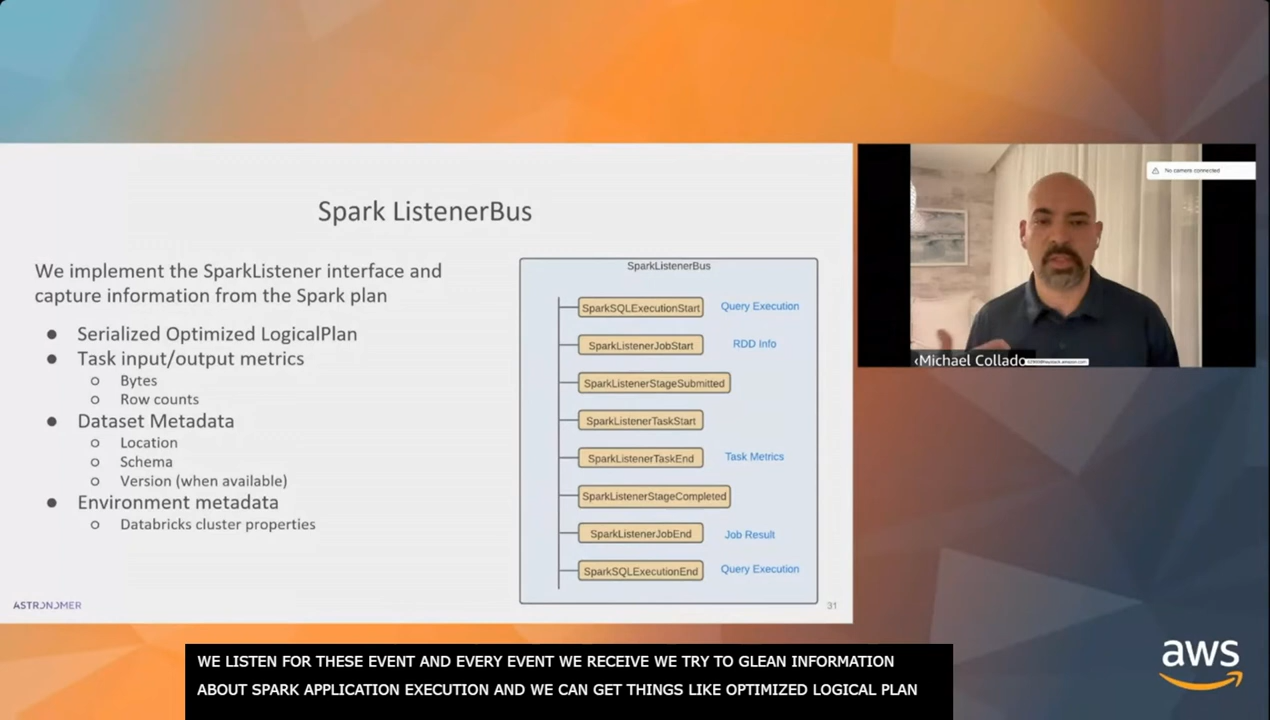 Spark ListenerBus
We implement the SparkListener interface and
capture information from the Spark plan
● Serialized Optimized LogicalPlan
● Task input/output metrics
○ Bytes
○ Row counts
● Dataset Metadata
○ Location
○ Schema
○ Version (when available)
● Environment metadata
○ Databricks cluster properties
SparkListenerBus
SparkSQLExecutionStart Query Execution
SparkListenerJobStart RDD Info
SparkListenerStageSubmitted
SparkListenerTaskStart
SparkListenerTaskEnd Task Metrics
SparkListenerStageCompleted
SparkListenerJobEnd Job Result
SparkSQLExecutionEnd Query Execution
ASTRONOMER
31
No camera connected
Michael Collado
WE LISTEN FOR THESE EVENT AND EVERY EVENT WE RECEIVE WE TRY TO GLEAN INFORMATION
ABOUT SPARK APPLICATION EXECUTION AND WE CAN GET THINGS LIKE OPTIMIZED LOGICAL PLAN
aws